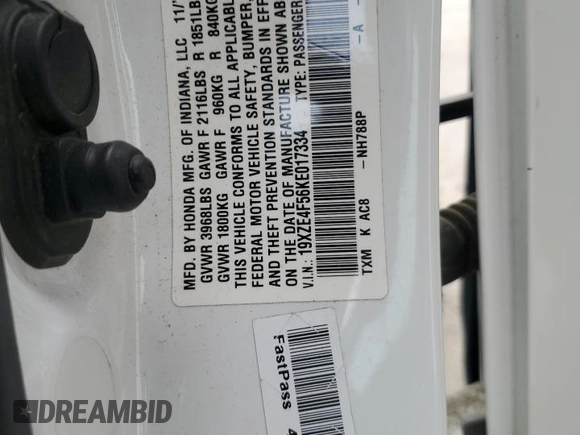 MFD. BY HONDA MFG. OF INDIANA, LLC 11/
GVWR 3968LBS GAWR F 2116LBS R 1851LB
GVWR 1800KG GAWR F 960KG R 840KG
THIS VEHICLE CONFORMS TO ALL APPLICABLE
FEDERAL MOTOR VEHICLE SAFETY, BUMPER,
AND THEFT PREVENTION STANDARDS IN EFF
ON THE DATE OF MANUFACTURE SHOWN AB
V.I.N.: 19XZE4F56KE017334 TYPE: PASSENGER
TXM K AC8 - NH788P - A -
FastPass
4
DREAMBID